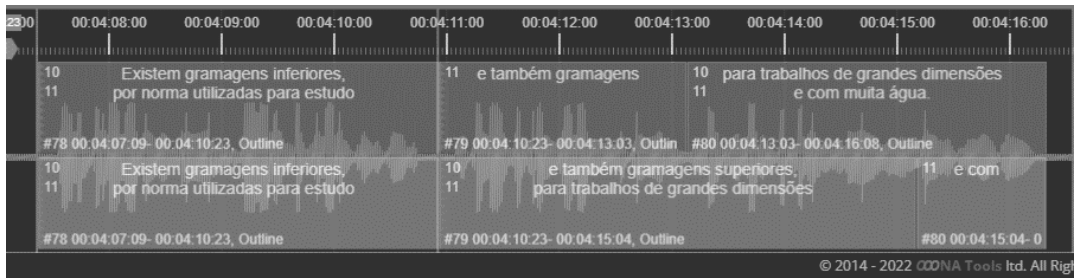 23 00 00:04:08:00 00:04:09:00 00:04:10:00 00:04:11:00 00:04:12:00 00:04:13:00 00:04:14:00 00:04:15:00 00:04:16:00
10 Existem gramagens inferiores,
11 por norma utilizadas para estudo
#78 00:04:07:09- 00:04:10:23, Outline
11 e também gramagens
#79 00:04:10:23- 00:04:13:03, Outlin
10 para trabalhos de grandes dimensões
11 e com muita água.
#80 00:04:13:03- 00:04:16:08, Outline
10 Existem gramagens inferiores,
11 por norma utilizadas para estudo
#78 00:04:07:09- 00:04:10:23, Outline
10 e também gramagens superiores,
11 para trabalhos de grandes dimensões
#79 00:04:10:23- 00:04:15:04, Outline
11 e com
#80 00:04:15:04- 0
© 2014 - 2022 OOONA Tools ltd. All Rig